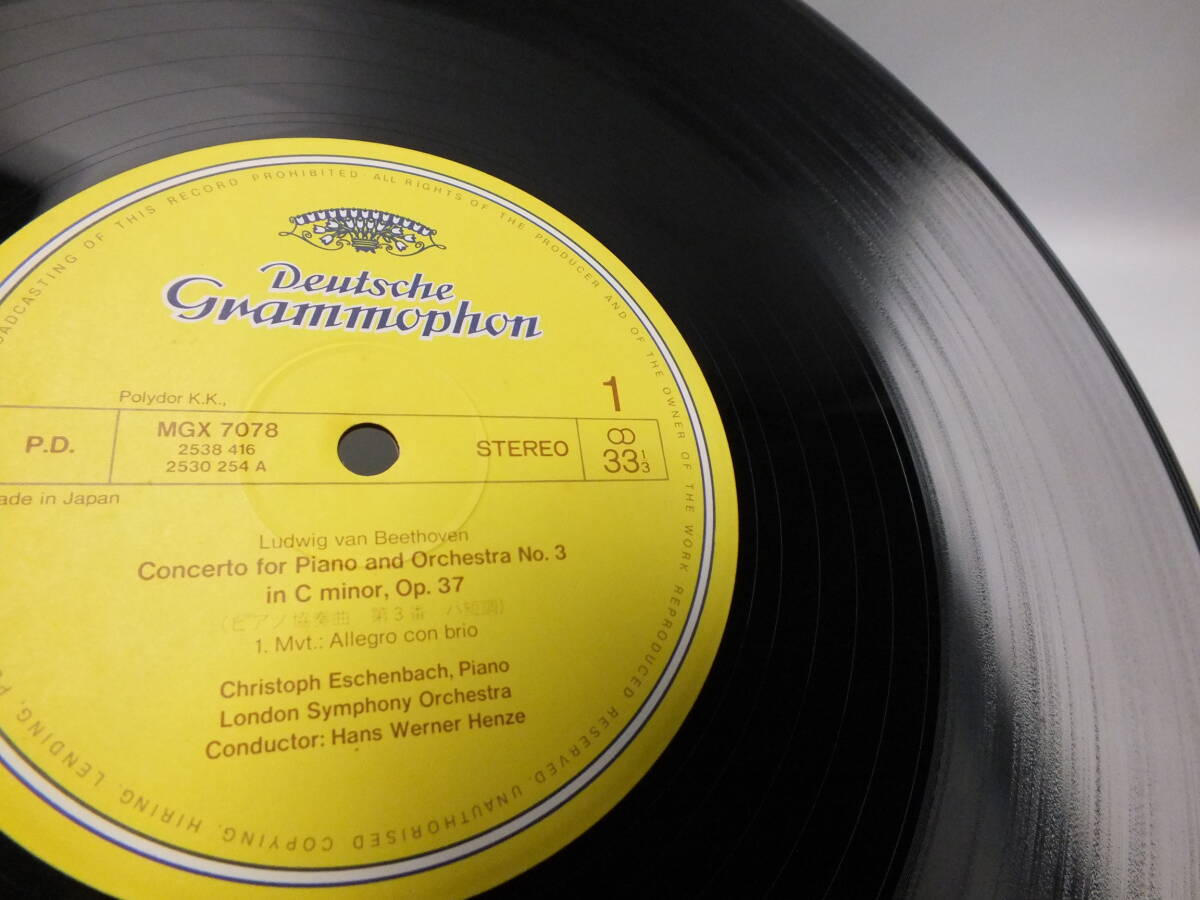 Deutsche
Grammophon
Polydor K.K.,
1
P.D.
MGX 7078
2538 416
2530 254 A
STEREO
33 1/3
ade in Japan
Ludwig van Beethoven
Concerto for Piano and Orchestra No. 3
in C minor, Op. 37
(ピアノ協奏曲 第3番 ハ短調)
1. Mvt.: Allegro con brio
Christoph Eschenbach, Piano
London Symphony Orchestra
Conductor: Hans Werner Henze
OADCASTING OF THIS RECORD PROHIBITED · ALL RIGHTS OF THE PRODUCER AND OF THE OWNER OF THE WORK REPRODUCED RESERVED. UNAUTHORISED COPYING, HIRING, LENDING, P